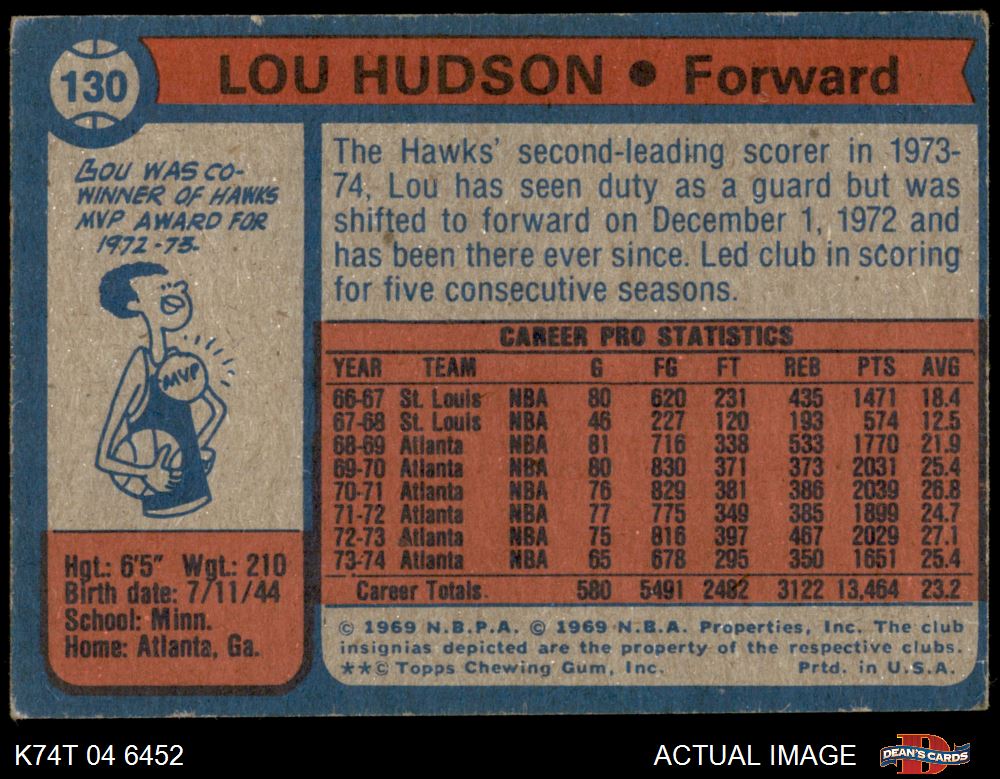 130
LOU HUDSON • Forward
LOU WAS CO-
WINNER OF HAWKS
MVP AWARD FOR
1972-73.
MVP
Hgt.: 6'5" Wgt.: 210
Birth date: 7/11/44
School: Minn.
Home: Atlanta, Ga.
The Hawks' second-leading scorer in 1973-
74, Lou has seen duty as a guard but was
shifted to forward on December 1, 1972 and
has been there ever since. Led club in scoring
for five consecutive seasons.
CAREER PRO STATISTICS
YEAR TEAM G FG FT REB PTS AVG
66-67 St. Louis NBA 80 620 231 435 1471 18.4
67-68 St. Louis NBA 46 227 120 193 574 12.5
68-69 Atlanta NBA 81 716 338 533 1770 21.9
69-70 Atlanta NBA 80 830 371 373 2031 25.4
70-71 Atlanta NBA 76 829 381 386 2039 26.8
71-72 Atlanta NBA 77 775 349 385 1899 24.7
72-73 Atlanta NBA 75 816 397 467 2029 27.1
73-74 Atlanta NBA 65 678 295 350 1651 25.4
Career Totals. 580 5491 2482 3122 13,464 23.2
© 1969 N.B.P.A. © 1969 N.B.A. Properties, Inc. The club
insignias depicted are the property of the respective clubs.
**© Topps Chewing Gum, Inc. Prtd. in U.S.A.
K74T 04 6452 ACTUAL IMAGE
D
DEAN'S CARDS